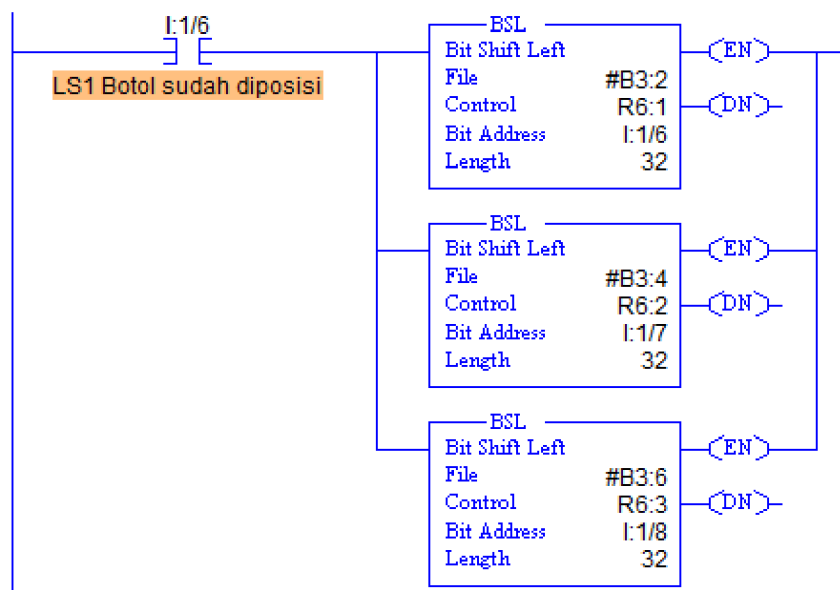 I:1/6
LS1 Botol sudah diposisi
BSL
Bit Shift Left
File #B3:2
Control R6:1
Bit Address I:1/6
Length 32
EN
DN
BSL
Bit Shift Left
File #B3:4
Control R6:2
Bit Address I:1/7
Length 32
EN
DN
BSL
Bit Shift Left
File #B3:6
Control R6:3
Bit Address I:1/8
Length 32
EN
DN